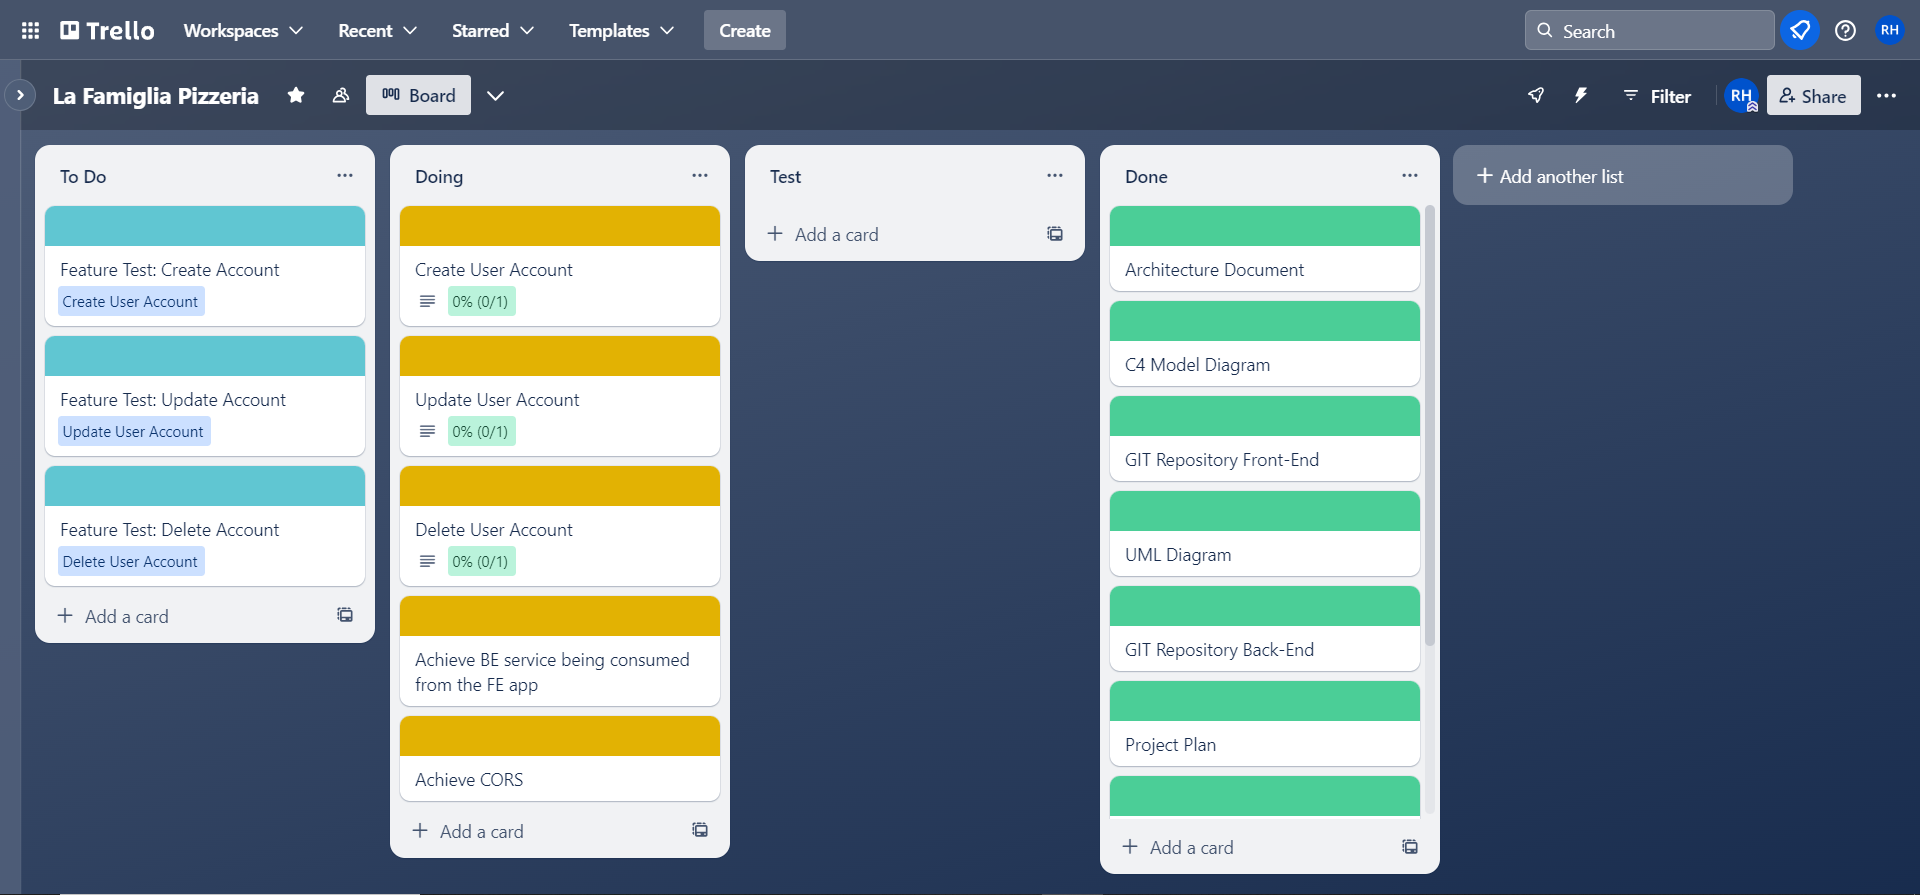 Trello
Workspaces
Recent
Starred
Templates
Create
Search
RH
La Famiglia Pizzeria
Board
Filter
RH
Share
To Do
Feature Test: Create Account
Create User Account
Feature Test: Update Account
Update User Account
Feature Test: Delete Account
Delete User Account
+ Add a card
Doing
Create User Account
0% (0/1)
Update User Account
0% (0/1)
Delete User Account
0% (0/1)
Achieve BE service being consumed
from the FE app
Achieve CORS
+ Add a card
Test
+ Add a card
Done
Architecture Document
C4 Model Diagram
GIT Repository Front-End
UML Diagram
GIT Repository Back-End
Project Plan
+ Add a card
+ Add another list